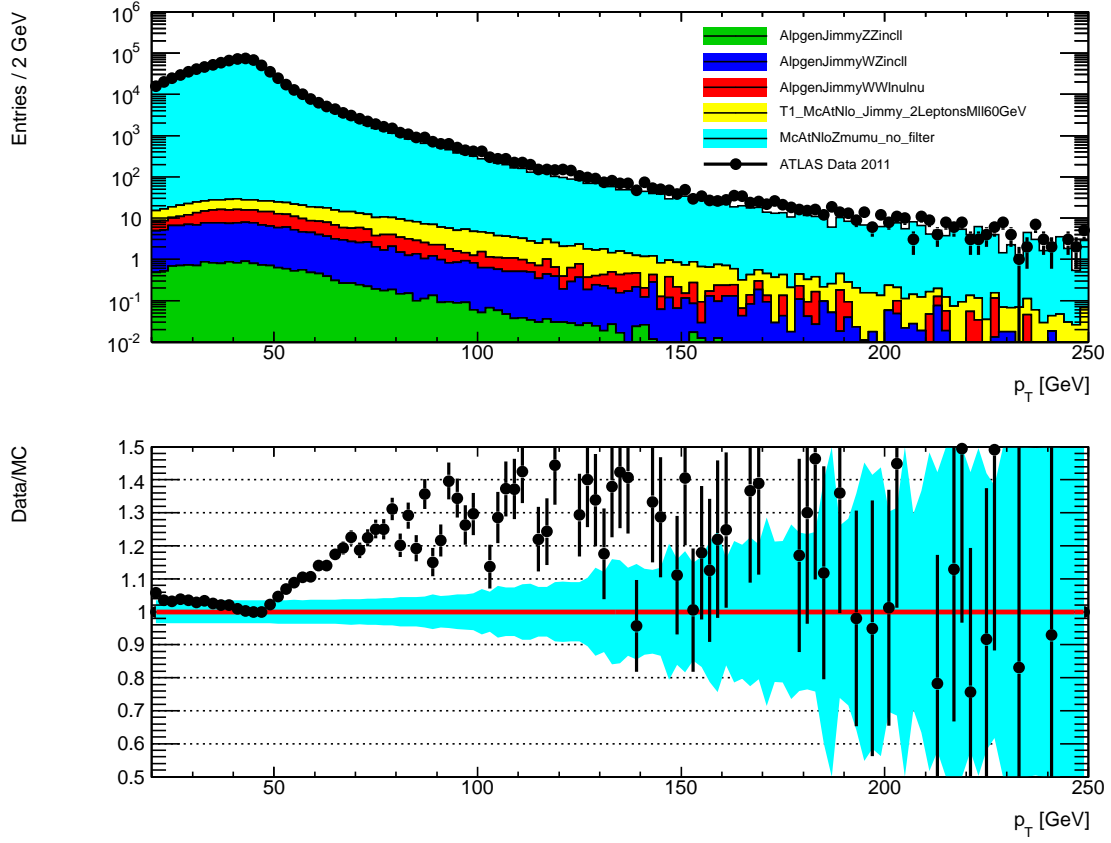 Entries / 2 GeV
10^6
10^5
10^4
10^3
10^2
10
1
10^-1
10^-2
AlpgenJimmyZZincll
AlpgenJimmyWZincll
AlpgenJimmyWWlnulnu
T1_McAtNlo_Jimmy_2LeptonsMll60GeV
McAtNloZmumu_no_filter
ATLAS Data 2011
50 100 150 200 250
p_T [GeV]
Data/MC
1.5
1.4
1.3
1.2
1.1
1
0.9
0.8
0.7
0.6
0.5
50 100 150 200 250
p_T [GeV]